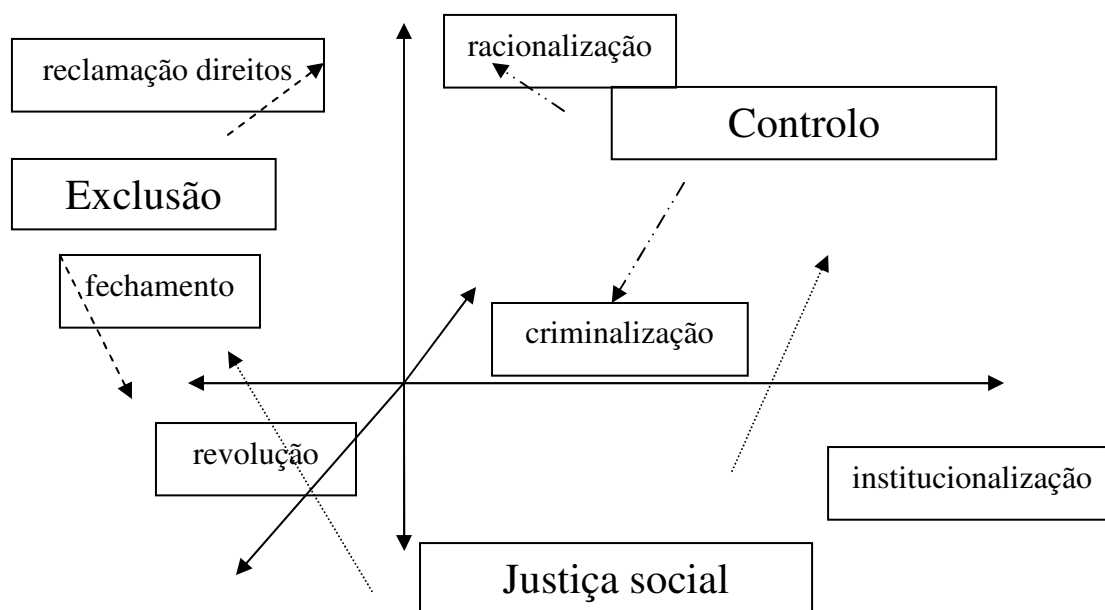 racionalização
reclamação direitos
Controlo
Exclusão
fechamento
criminalização
revolução
institucionalização
Justiça social